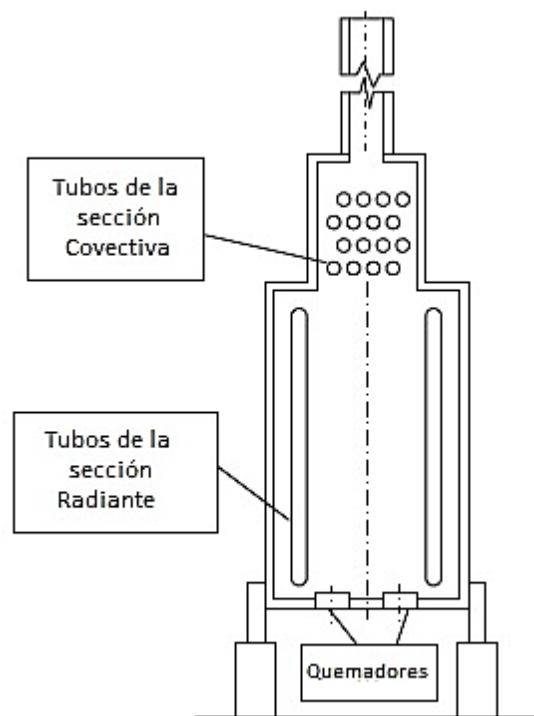 Tubos de la
sección
Covectiva
Tubos de la
sección
Radiante
Quemadores